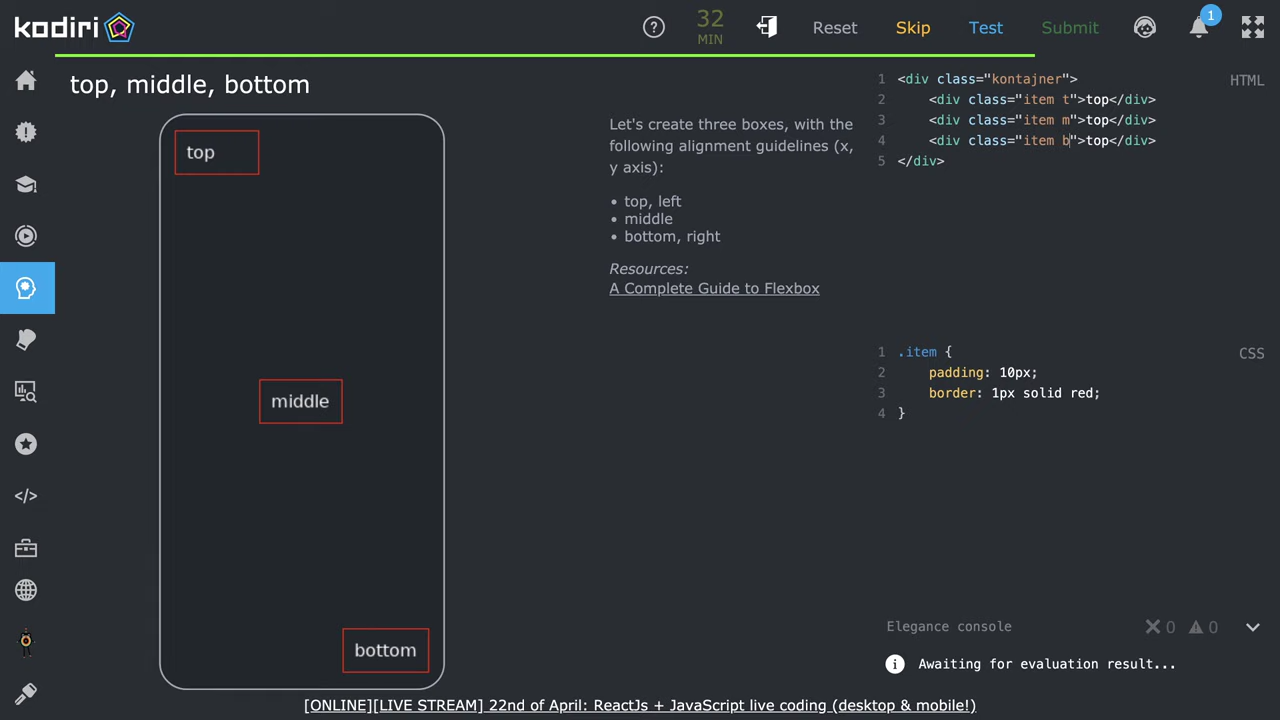 kodiri
32
MIN
Reset
Skip
Test
Submit
1
top, middle, bottom
top
middle
bottom
Let's create three boxes, with the
following alignment guidelines (x,
y axis):
• top, left
• middle
• bottom, right
Resources:
A Complete Guide to Flexbox
HTML
1 <div class="kontajner">
2 <div class="item t">top</div>
3 <div class="item m">top</div>
4 <div class="item b">top</div>
5 </div>
CSS
1 .item {
2 padding: 10px;
3 border: 1px solid red;
4 }
Elegance console
0
0
Awaiting for evaluation result...
[ONLINE][LIVE STREAM] 22nd of April: ReactJs + JavaScript live coding (desktop & mobile!)